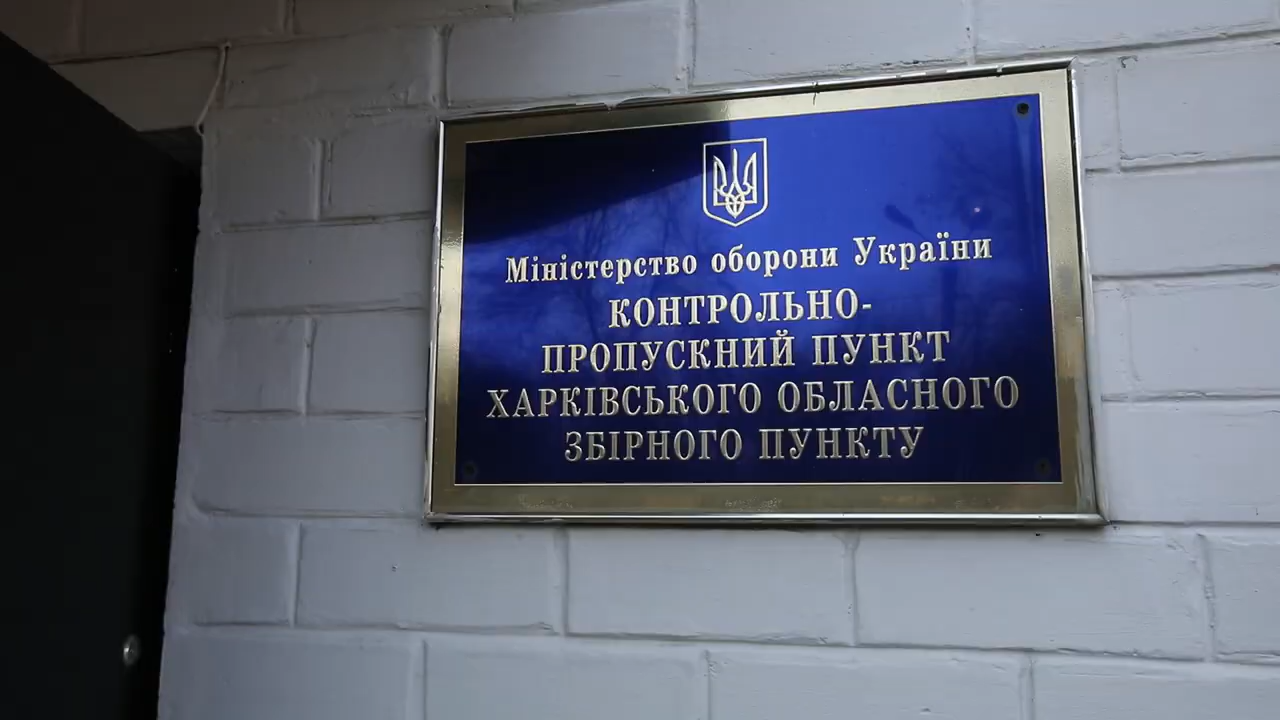 Міністерство оборони України
КОНТРОЛЬНО-
ПРОПУСКНИЙ ПУНКТ
ХАРКІВСЬКОГО ОБЛАСНОГО
ЗБІРНОГО ПУНКТУ